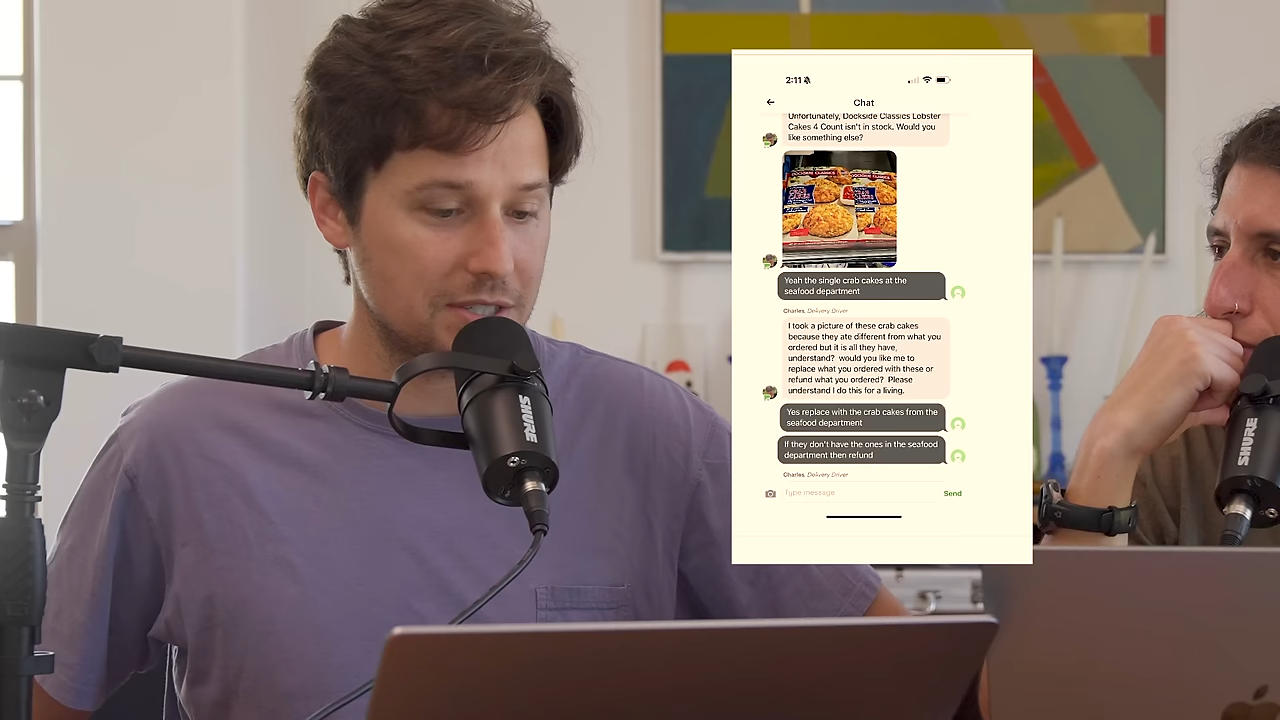 2:11
Chat
Unfortunately, Dockside Classics Lobster
Cakes 4 Count isn't in stock. Would you
like something else?
Yeah the single crab cakes at the
seafood department
Charles, Delivery Driver
I took a picture of these crab cakes
because they ate different from what you
ordered but it is all they have,
understand? would you like me to
replace what you ordered with these or
refund what you ordered? Please
understand I do this for a living.
Yes replace with the crab cakes from the
seafood department
If they don't have the ones in the seafood
department then refund
Charles, Delivery Driver
Type message
Send
SHURE
SHURE